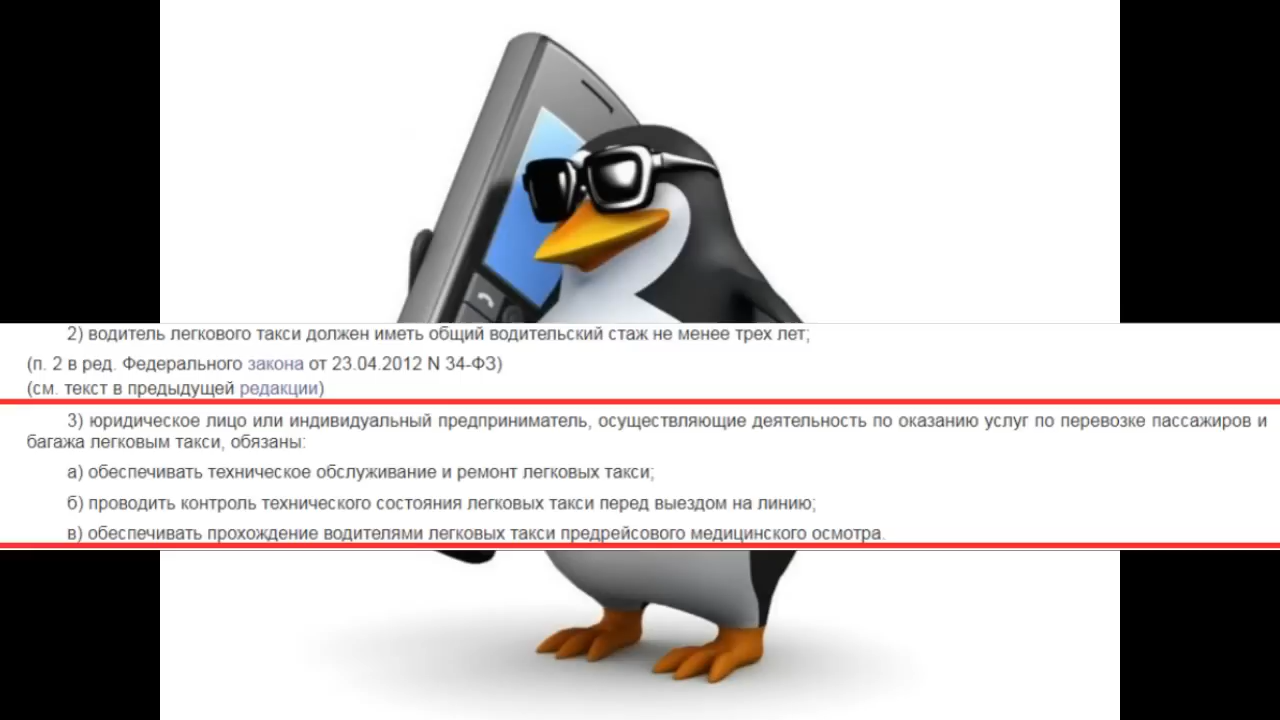 2) водитель легкового такси должен иметь общий водительский стаж не менее трех лет;
(п. 2 в ред. Федерального закона от 23.04.2012 N 34-ФЗ)
(см. текст в предыдущей редакции)
3) юридическое лицо или индивидуальный предприниматель, осуществляющие деятельность по оказанию услуг по перевозке пассажиров и
багажа легковым такси, обязаны:
а) обеспечивать техническое обслуживание и ремонт легковых такси;
б) проводить контроль технического состояния легковых такси перед выездом на линию;
в) обеспечивать прохождение водителями легковых такси предрейсового медицинского осмотра.